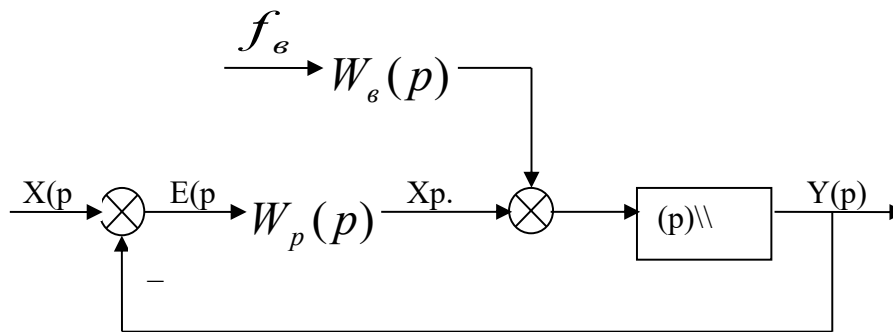 f_в
W_в(p)
X(p
E(p
W_p(p)
Xp.
(p)\\
Y(p)
–